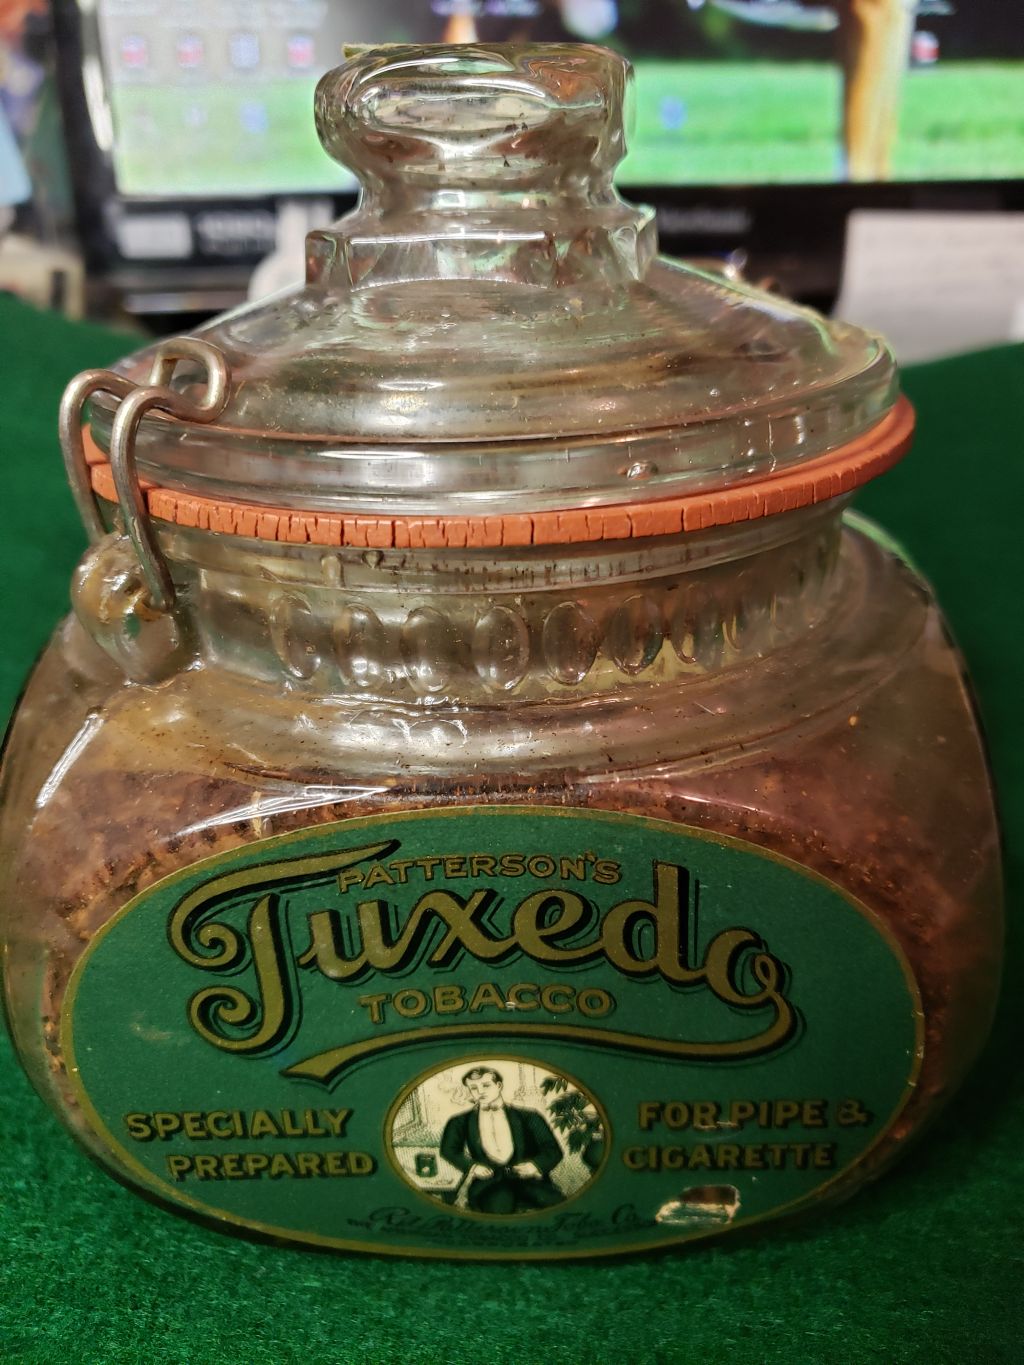 PATTERSON'S
Tuxedo
TOBACCO
SPECIALLY
PREPARED
FOR PIPE &
CIGARETTE